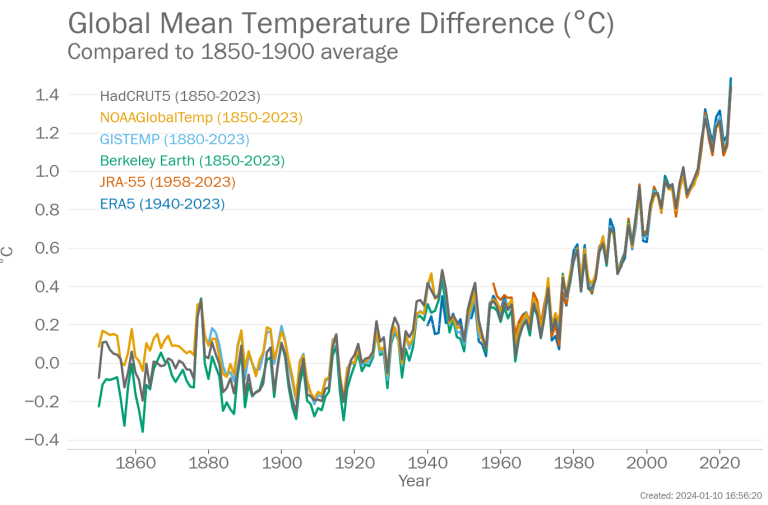 Global Mean Temperature Difference (°C)
Compared to 1850-1900 average
HadCRUT5 (1850-2023)
NOAAGlobalTemp (1850-2023)
GISTEMP (1880-2023)
Berkeley Earth (1850-2023)
JRA-55 (1958-2023)
ERA5 (1940-2023)
°C
1.4
1.2
1.0
0.8
0.6
0.4
0.2
0.0
−0.2
−0.4
1860 1880 1900 1920 1940 1960 1980 2000 2020
Year
Created: 2024-01-10 16:56:20